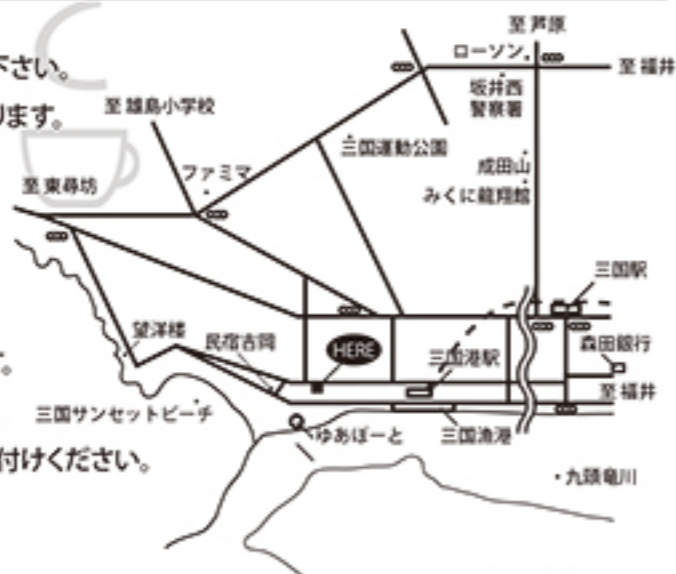 至 芦原
ローソン
至 福井
下さい。
坂井西
警察署
ります。
至 雄島小学校
三国運動公園
成田山
ファミマ
至 東尋坊
みくに龍翔館
三国駅
望洋楼
民宿吉岡
HERE
三国港駅
森田銀行
至 福井
三国サンセットビーチ
ゆあぽーと
三国漁港
付けください。
・九頭竜川